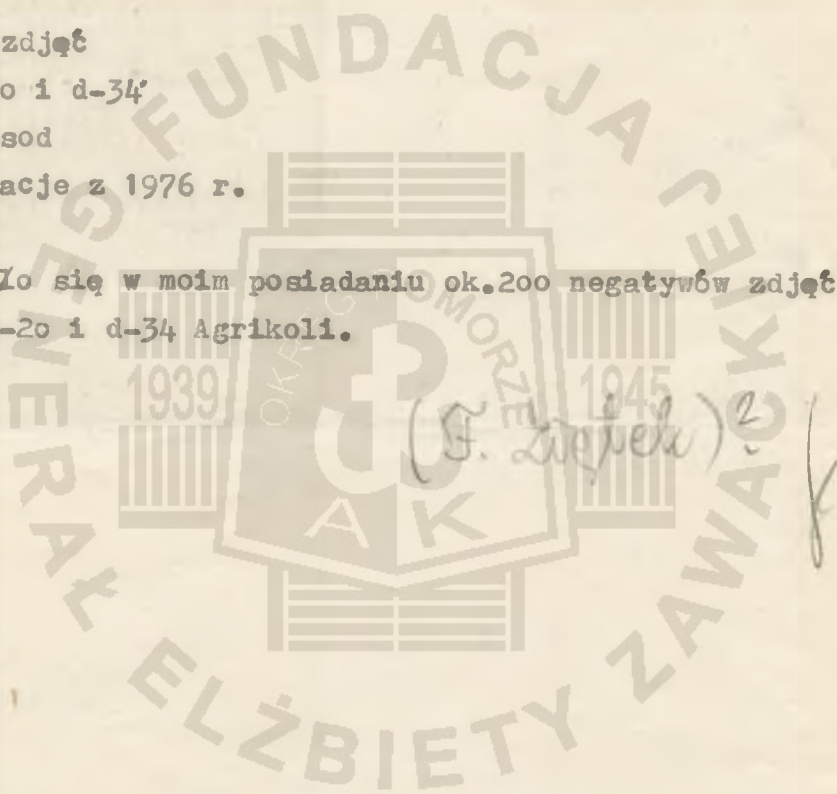 zdjęć
o i d-34
sod
acje z 1976 r.
ło się w moim posiadaniu ok.200 negatywów zdjęć
-20 i d-34 Agrikoli.
(F. Ziejek)?
FUNDACJA GENERAŁ ELŻBIETY ZAWACKIEJ
OKRĘG POMORZE
1939
1945
AK